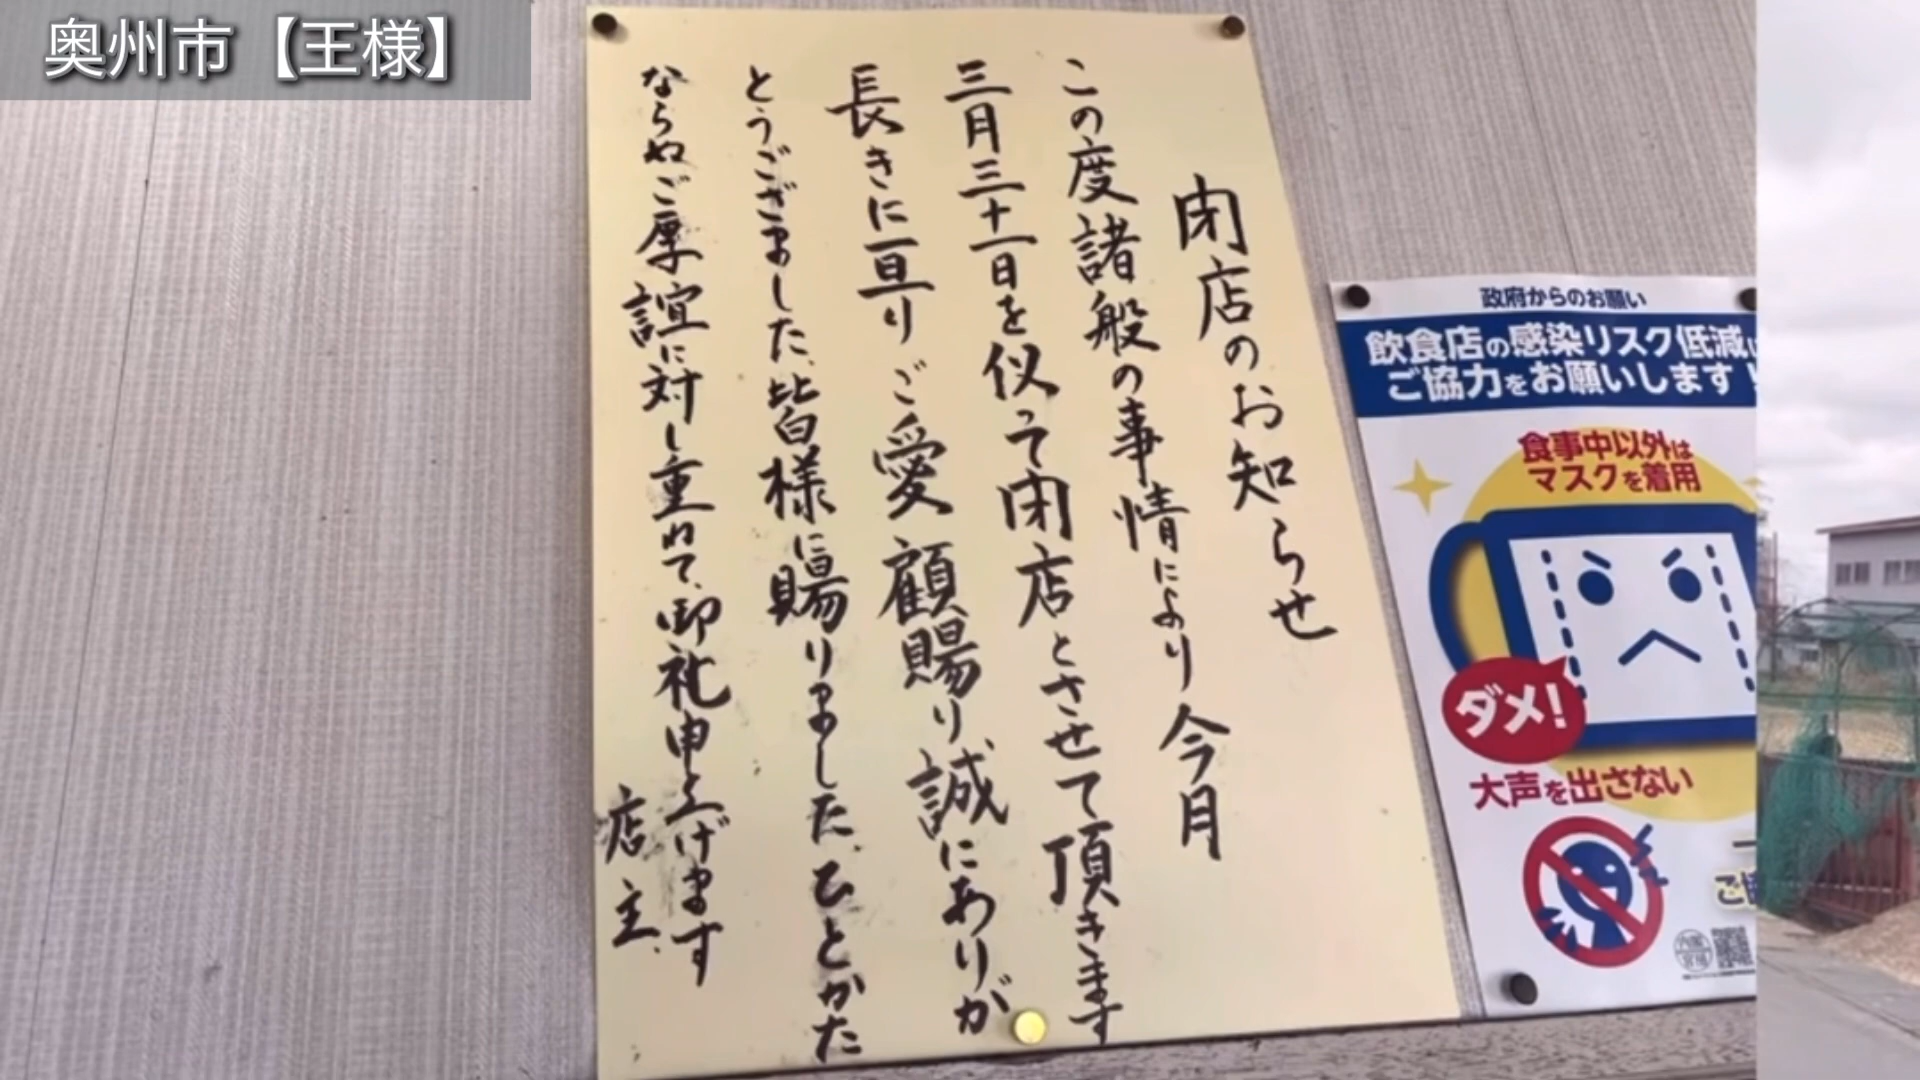 奥州市【王様】
閉店のお知らせ
この度諸般の事情により今月
三月三十一日を以って閉店とさせて頂きます
長きに亘りご愛顧賜り誠にありが
とうございました、皆様に賜りました、ひとかた
ならぬご厚誼に対し重ねて、御礼申し上げます
店主
政府からのお願い
飲食店の感染リスク低減
ご協力をお願いします!
食事中以外は
マスクを着用
ダメ!
大声を出さない